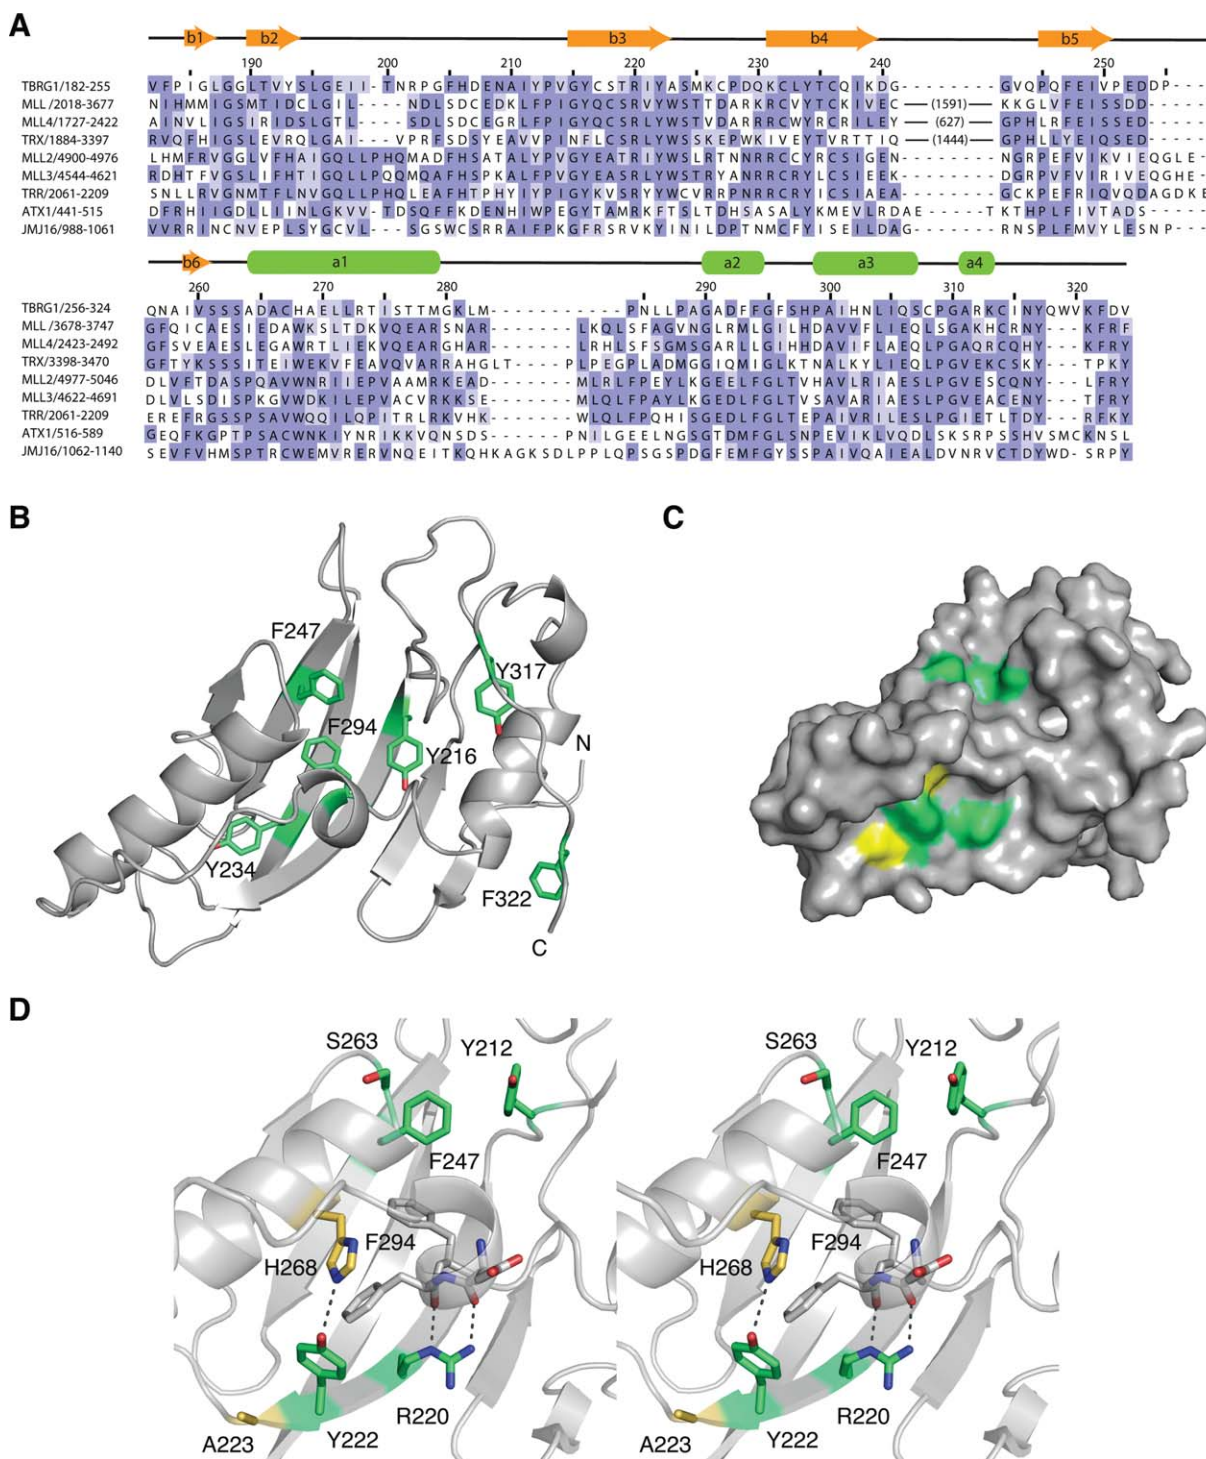 A
b1 b2 b3 b4 b5
190 200 210 220 230 240 250
TBRG1/182-255 VFPIGLGGLTVYSLGEII-TNRPGFHDENAIYPVGYCSTRIYASMKCPDQKCLYTCQIKDG--------GVQPQFEIVPEDDP---
MLL /2018-3677 NIHMMIGSMTIDCLGIL----NDLSDCEDKLFPIGYQCSRLYWSTTDARKRCVYTCKIVEC (1591) KKGLVFEISSDD-----
MLL4/1727-2422 NVLIGSIRIDSLGTL----SDLSDCEGRLFPIGYQCSRLYWSTVDARRRCWYRCRILEY (627) GPHLRFEISSDD-----
TRX/1884-3397 RVQFHIGSLEVRQLGAI----VPRFSDSYEAVVPINFLCSRLYWSSKEPWKIVEYTVRTTIQ (1444) GPHLLYEIQSED-----
MLL2/4900-4976 LHMFRVGGLVFHAIGQLLPHQMADFHSATALYPVGYEATRIYWSLRTNNRRCCYRCSIGEN--------NGRPEFVIKVIEQGLE-
MLL3/4544-4621 RDHTFVGSLIFHTIGQLLPQQMQAFHSPKALFPVGYEASRLYWSTRYANRRCRYLCSIEEK--------DGRPVFVIRIVEQGHE-
TRR/2061-2209 SNLLRVGNMTFLNVGQLLPHQLEAFHTPHYIYPIGYKVSRYYWCVRRPNRRCRYICSIAEA--------GCKPEFRIQVQDAGDKE
ATX1/441-515 DFRHIIGDLLIINLGKVV--TDSQFFKDENHIWPEGYTAMRKFTSLTDHSASALYKMEVLRDAE-------TKTHPLFIVTADS----
JMJ16/988-1061 VVRRINCNVEPLSYGCVL---SGSWCSRRAIFPKGFRSRVKYINILDPTNMCFYISEILDAG--------RNSPLFMVYLESNP---
b6 a1 a2 a3 a4
260 270 280 290 300 310 320
TBRG1/256-324 QNAIVSSSADACHAELLRTISTTMGKLM-----------PNLLPAGADFFGFSHPAIHNLIQSCPGARKCINYQWVKFDV
MLL /3678-3747 GFQICAESIEDAWKSLTDKVQEARSNAR-------LKQLSFAGVNGLRMLGILHDAVVFLIEQLSGAKHCRNY---KFRF
MLL4/2423-2492 GFSVEAESLEGAWRTLIEKVQEARGHAR-------LRHLSFSGMSGARLLGIHHDAVIFLAEQLPGARQCQHY---KFRY
TRX/3398-3470 GFTYKSSSITEIWEKVFEAVQVARRAHGLT----PLPEGPLADMGGIQMIGLKTNALKYLIEQLPGVEKCSKY---TPKY
MLL2/4977-5046 DLVFTDASPQAVWNRIIEPVAAMRKEAD-------MLRLFPEYLKGEELFGLTVHAVLRIAESLPGVESCQNY---LFRY
MLL3/4622-4691 DLVLSDISPKGVWDKILEPVACVRKKSE-------MLQLFPAYLKGEDLFGLTVSAVARIAESLPGVEACENY---TFRY
TRR/2061-2209 EREFRGSSPSAVWQQILQPITRLRKVHK-------WLQLFPQHISGEDLFGLTEPAIVRILESLPGIETLTDY---RFKY
ATX1/516-589 GEQFKGPTPSACWNKIYNRIKKVQNSDS------PNILGEELNGSGTDMFGLSNPEVIKLVQDLSKSRPSSHVSMCKNSL
JMJ16/1062-1140 SEVFVHMSPTRCWEMVRERVNQEITKQHKAGKSDLPPLQPSGSPDGFEMFGYSSPAIVQAIEALDVNRVCTDYWD-SRPY
B
C
F247
Y317
F294
N
Y216
Y234
F322
C
D
S263 Y212 S263 Y212
F247 F247
F294 F294
H268 H268
R220 R220
A223 Y222 A223 Y222